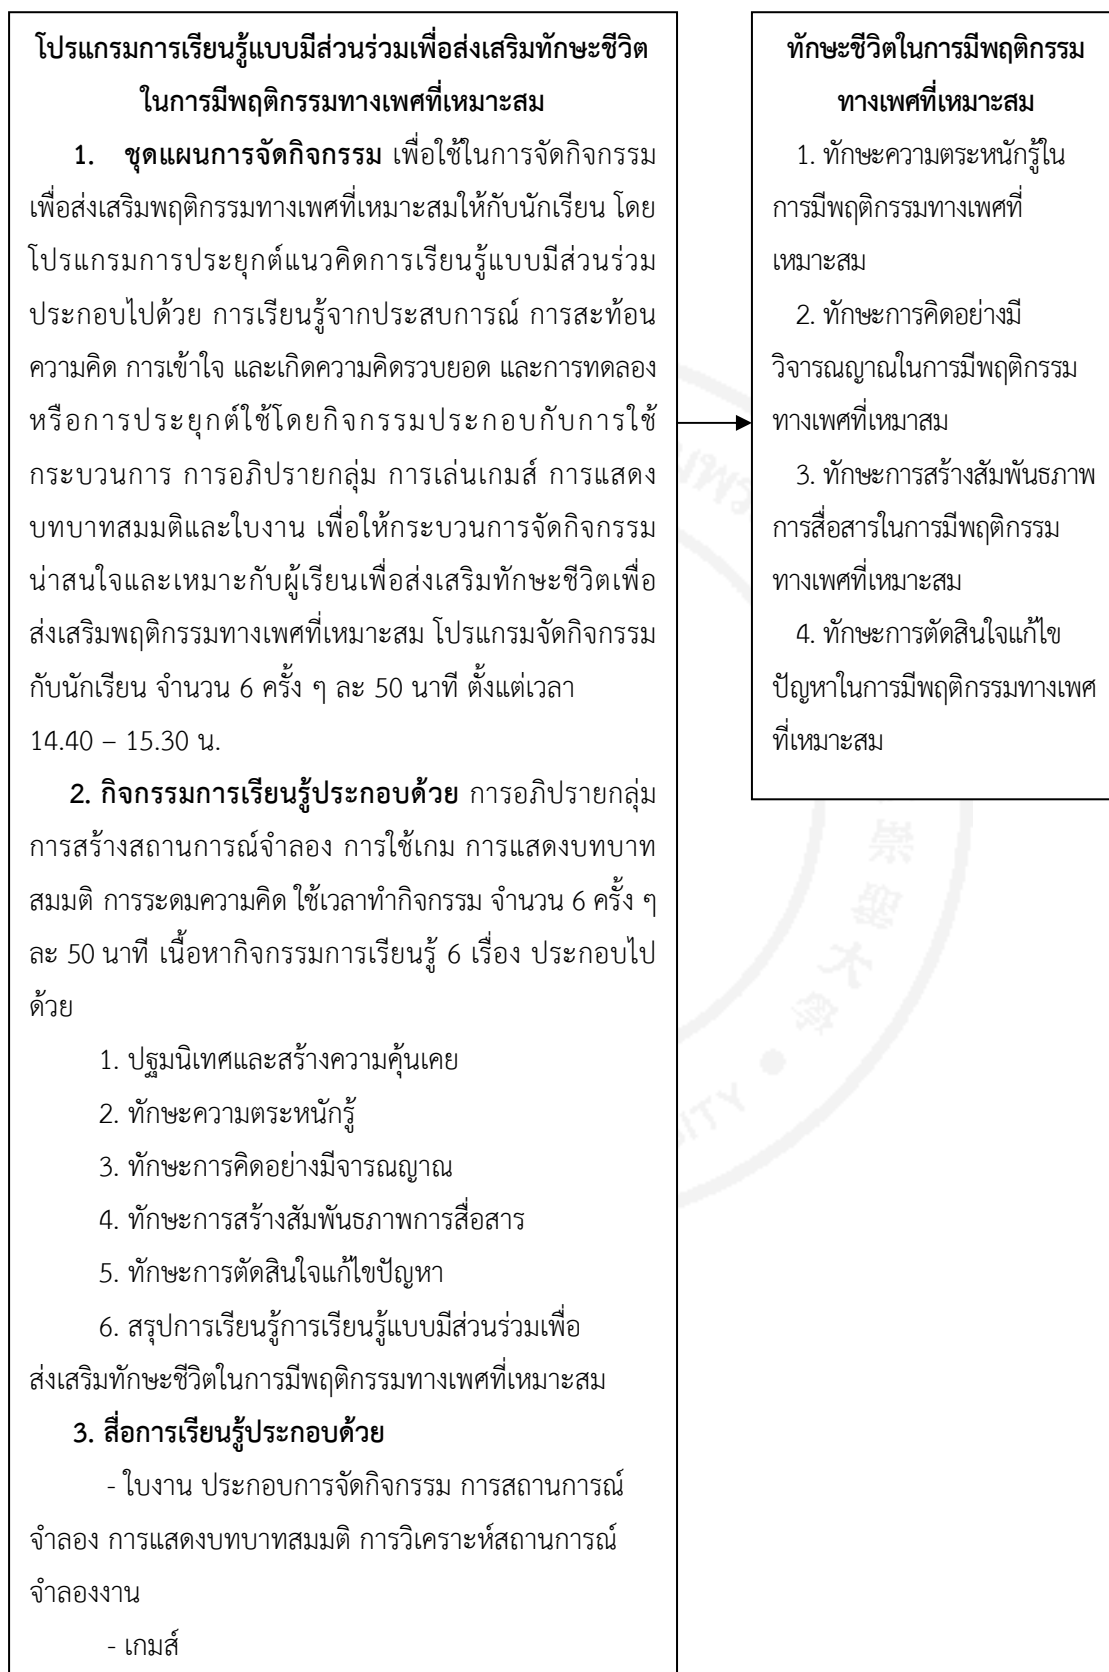 โปรแกรมการเรียนรู้แบบมีส่วนร่วมเพื่อส่งเสริมทักษะชีวิต
ในการมีพฤติกรรมทางเพศที่เหมาะสม
1. ชุดแผนการจัดกิจกรรม เพื่อใช้ในการจัดกิจกรรม
เพื่อส่งเสริมพฤติกรรมทางเพศที่เหมาะสมให้กับนักเรียน โดย
โปรแกรมการประยุกต์แนวคิดการเรียนรู้แบบมีส่วนร่วม
ประกอบไปด้วย การเรียนรู้จากประสบการณ์ การสะท้อน
ความคิด การเข้าใจ และเกิดความคิดรวบยอด และการทดลอง
หรือการประยุกต์ใช้โดยกิจกรรมประกอบกับการใช้
กระบวนการ การอภิปรายกลุ่ม การเล่นเกมส์ การแสดง
บทบาทสมมติและใบงาน เพื่อให้กระบวนการจัดกิจกรรม
น่าสนใจและเหมาะกับผู้เรียนเพื่อส่งเสริมทักษะชีวิตเพื่อ
ส่งเสริมพฤติกรรมทางเพศที่เหมาะสม โปรแกรมจัดกิจกรรม
กับนักเรียน จำนวน 6 ครั้ง ๆ ละ 50 นาที ตั้งแต่เวลา
14.40 – 15.30 น.
2. กิจกรรมการเรียนรู้ประกอบด้วย การอภิปรายกลุ่ม
การสร้างสถานการณ์จำลอง การใช้เกม การแสดงบทบาท
สมมติ การระดมความคิด ใช้เวลาทำกิจกรรม จำนวน 6 ครั้ง ๆ
ละ 50 นาที เนื้อหากิจกรรมการเรียนรู้ 6 เรื่อง ประกอบไป
ด้วย
1. ปฐมนิเทศและสร้างความคุ้นเคย
2. ทักษะความตระหนักรู้
3. ทักษะการคิดอย่างมีจารณญาณ
4. ทักษะการสร้างสัมพันธภาพการสื่อสาร
5. ทักษะการตัดสินใจแก้ไขปัญหา
6. สรุปการเรียนรู้การเรียนรู้แบบมีส่วนร่วมเพื่อ
ส่งเสริมทักษะชีวิตในการมีพฤติกรรมทางเพศที่เหมาะสม
3. สื่อการเรียนรู้ประกอบด้วย
- ใบงาน ประกอบการจัดกิจกรรม การสถานการณ์
จำลอง การแสดงบทบาทสมมติ การวิเคราะห์สถานการณ์
จำลองงาน
- เกมส์
ทักษะชีวิตในการมีพฤติกรรม
ทางเพศที่เหมาะสม
1. ทักษะความตระหนักรู้ใน
การมีพฤติกรรมทางเพศที่
เหมาะสม
2. ทักษะการคิดอย่างมี
วิจารณญาณในการมีพฤติกรรม
ทางเพศที่เหมาสม
3. ทักษะการสร้างสัมพันธภาพ
การสื่อสารในการมีพฤติกรรม
ทางเพศที่เหมาะสม
4. ทักษะการตัดสินใจแก้ไข
ปัญหาในการมีพฤติกรรมทางเพศ
ที่เหมาะสม